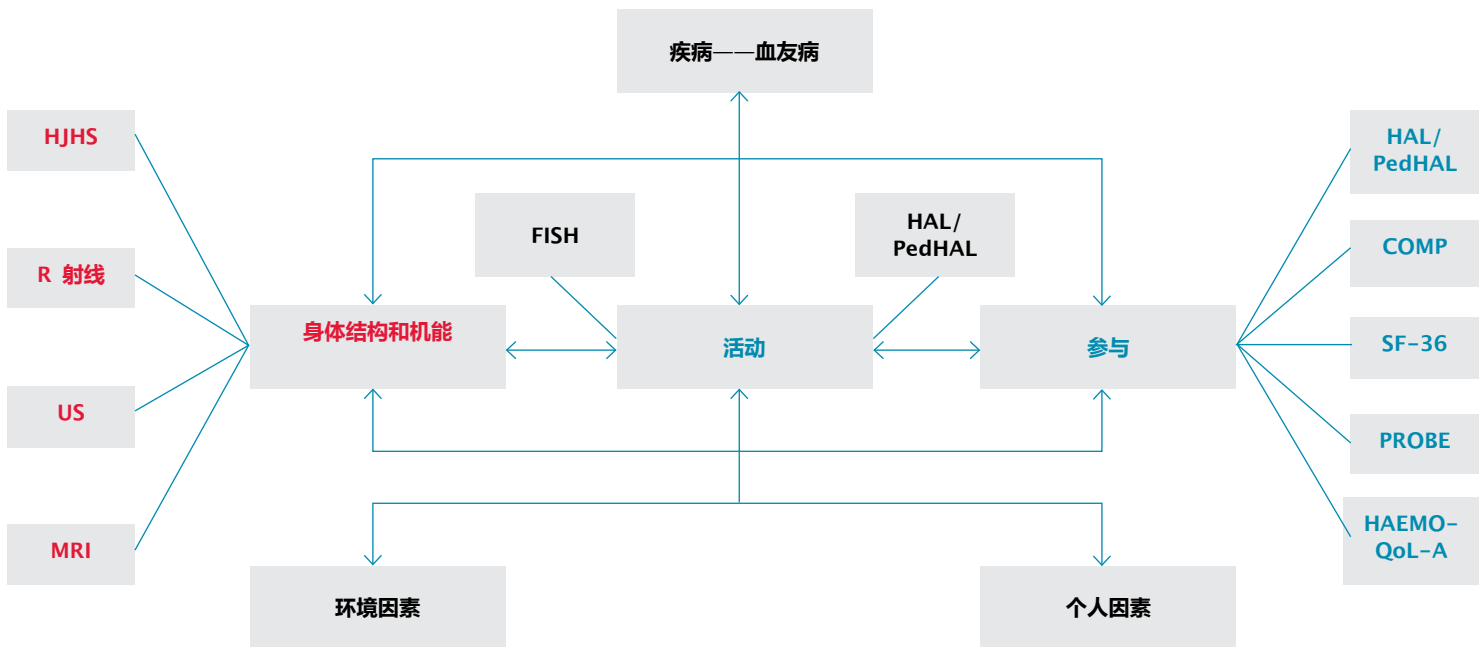 疾病——血友病
HJHS
R 射线
US
MRI
FISH
HAL/
PedHAL
身体结构和机能
活动
参与
HAL/
PedHAL
COMP
SF-36
PROBE
HAEMO-
QoL-A
环境因素
个人因素